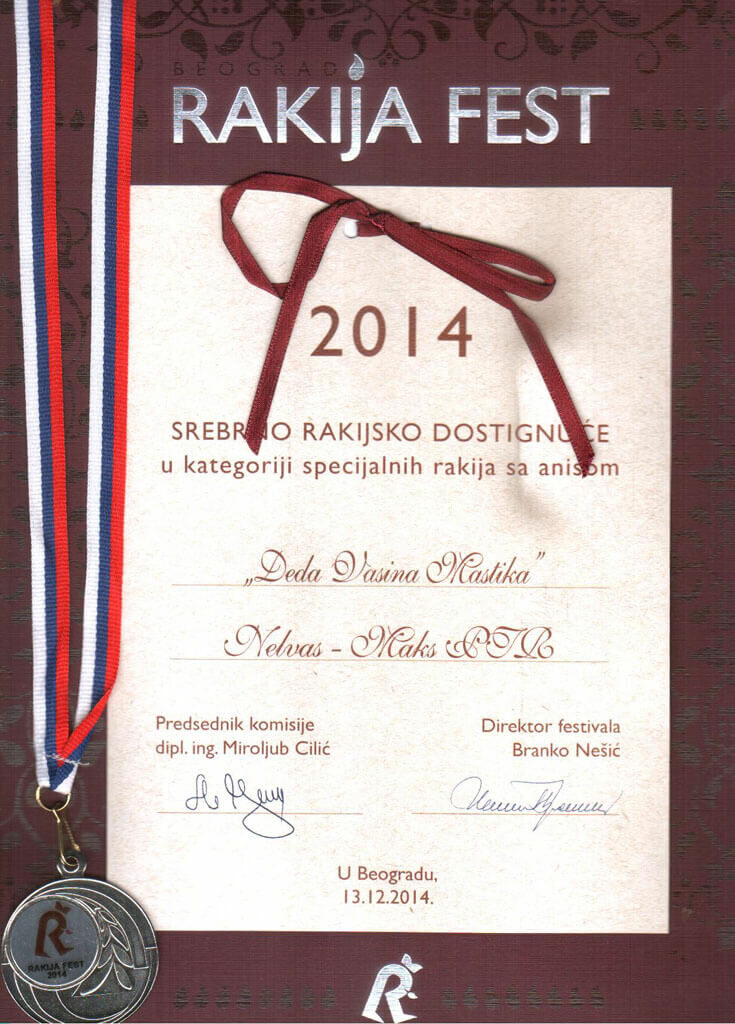 BEOGRAD
RAKIJA FEST
2014
SREBRNO RAKIJSKO DOSTIGNUĆE
u kategoriji specijalnih rakija sa anisom
„Deda Vasina Mastika”
Nelvas - Maks PTR
Predsednik komisije
dipl. ing. Miroljub Cilić
Direktor festivala
Branko Nešić
U Beogradu,
13.12.2014.
R
RAKIJA FEST
2014
R